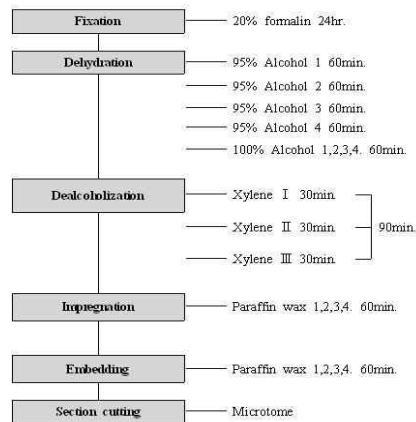 Fixation
20% formalin 24hr.
Dehydration
95% Alcohol 1 60min.
95% Alcohol 2 60min.
95% Alcohol 3 60min.
95% Alcohol 4 60min.
100% Alcohol 1,2,3,4. 60min.
Dealcoholization
Xylene Ⅰ 30min
Xylene Ⅱ 30min
90min.
Xylene Ⅲ 30min
Impregnation
Paraffin wax 1,2,3,4. 60min.
Embedding
Paraffin wax 1,2,3,4. 60min.
Section cutting
Microtome